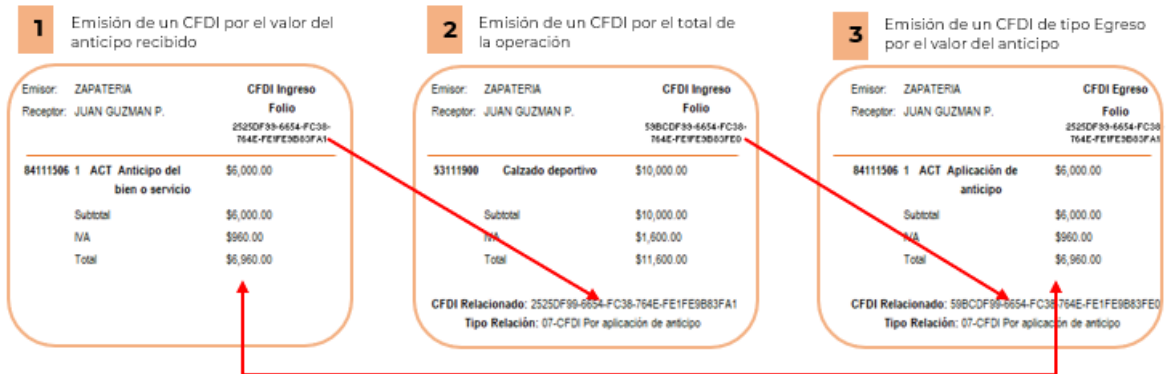 1
Emisión de un CFDI por el valor del
anticipo recibido
Emisor: ZAPATERIA CFDI Ingreso
Receptor: JUAN GUZMAN P. Folio
2525DF99-6654-FC38-
764E-FE1FE9B83FA1
84111506 1 ACT Anticipo del $6,000.00
bien o servicio
Subtotal $6,000.00
IVA $960.00
Total $6,960.00
2
Emisión de un CFDI por el total de
la operación
Emisor: ZAPATERIA CFDI Ingreso
Receptor: JUAN GUZMAN P. Folio
59BCDF99-6654-FC38-
764E-FE1FE9B83FE0
53111900 Calzado deportivo $10,000.00
Subtotal $10,000.00
IVA $1,600.00
Total $11,600.00
CFDI Relacionado: 2525DF99-6654-FC38-764E-FE1FE9B83FA1
Tipo Relación: 07-CFDI Por aplicación de anticipo
3
Emisión de un CFDI de tipo Egreso
por el valor del anticipo
Emisor: ZAPATERIA CFDI Egreso
Receptor: JUAN GUZMAN P. Folio
2525DF99-6654-FC38
764E-FE1FE9B83FA1
84111506 1 ACT Aplicación de $6,000.00
anticipo
Subtotal $6,000.00
IVA $960.00
Total $6,960.00
CFDI Relacionado: 59BCDF99-6654-FC38-764E-FE1FE9B83FE0
Tipo Relación: 07-CFDI Por aplicación de anticipo